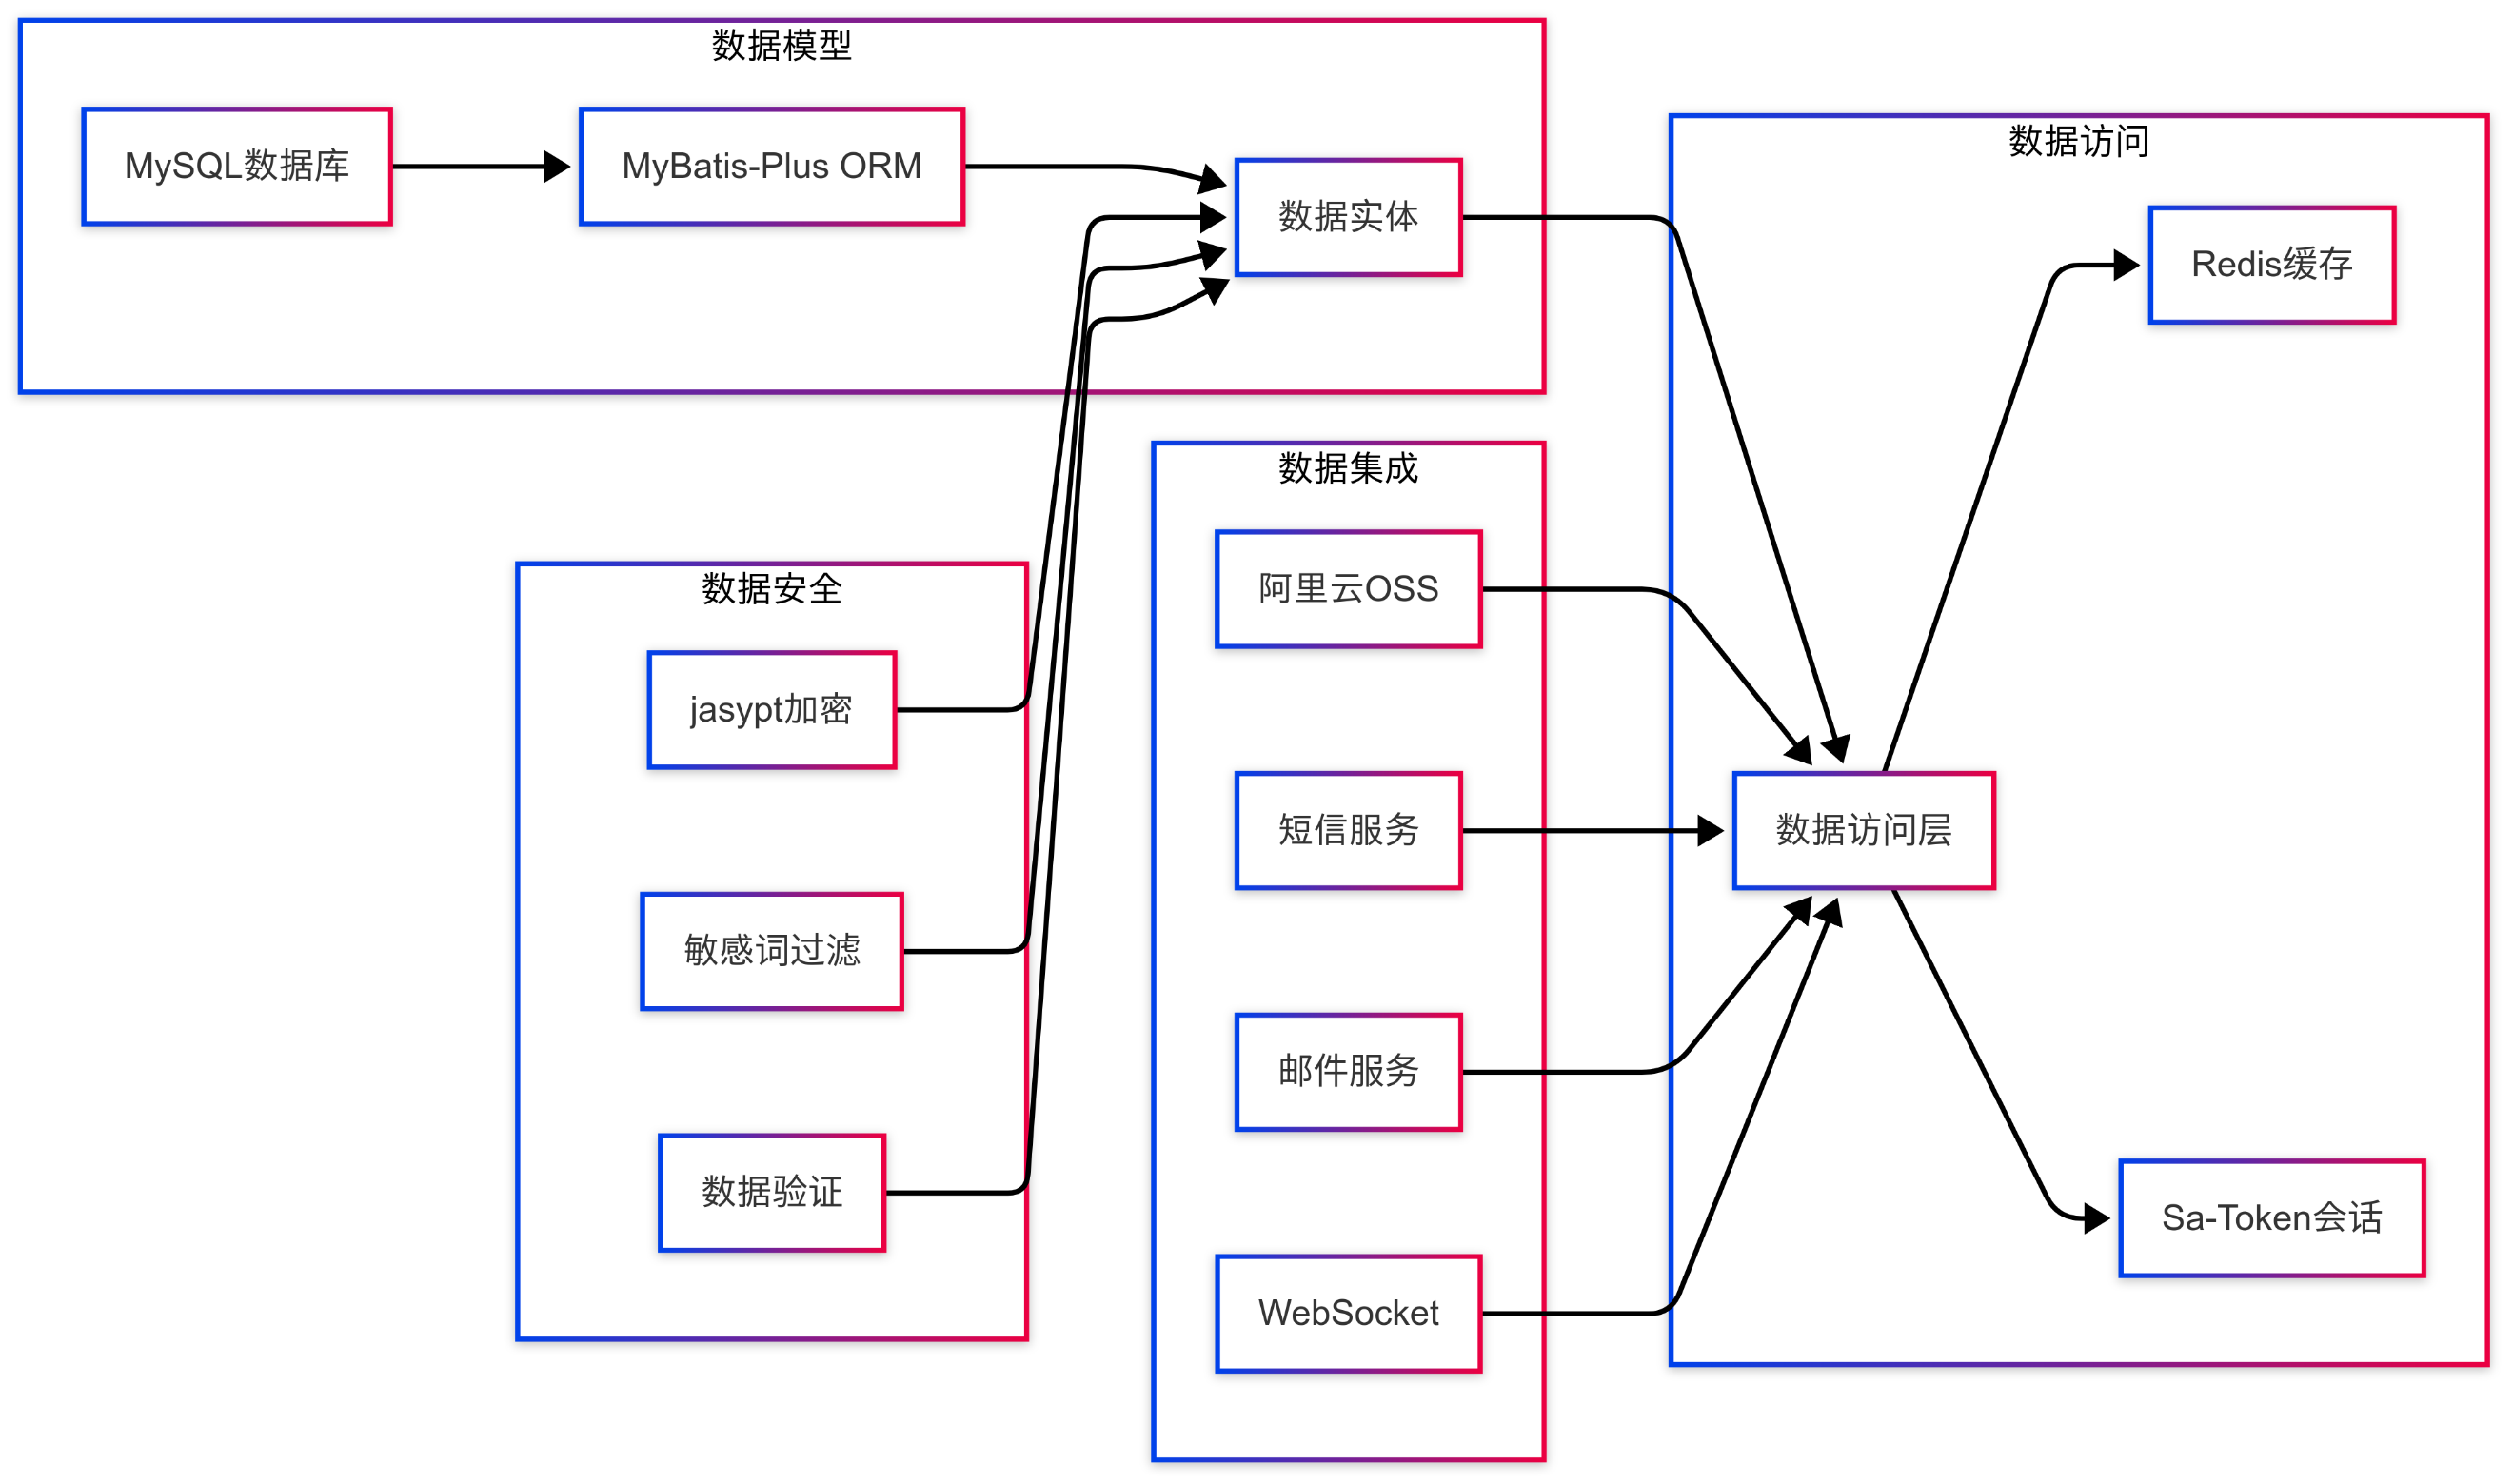 数据模型
MySQL数据库
MyBatis-Plus ORM
数据实体
数据安全
jasypt加密
敏感词过滤
数据验证
数据集成
阿里云OSS
短信服务
邮件服务
WebSocket
数据访问
Redis缓存
数据访问层
Sa-Token会话